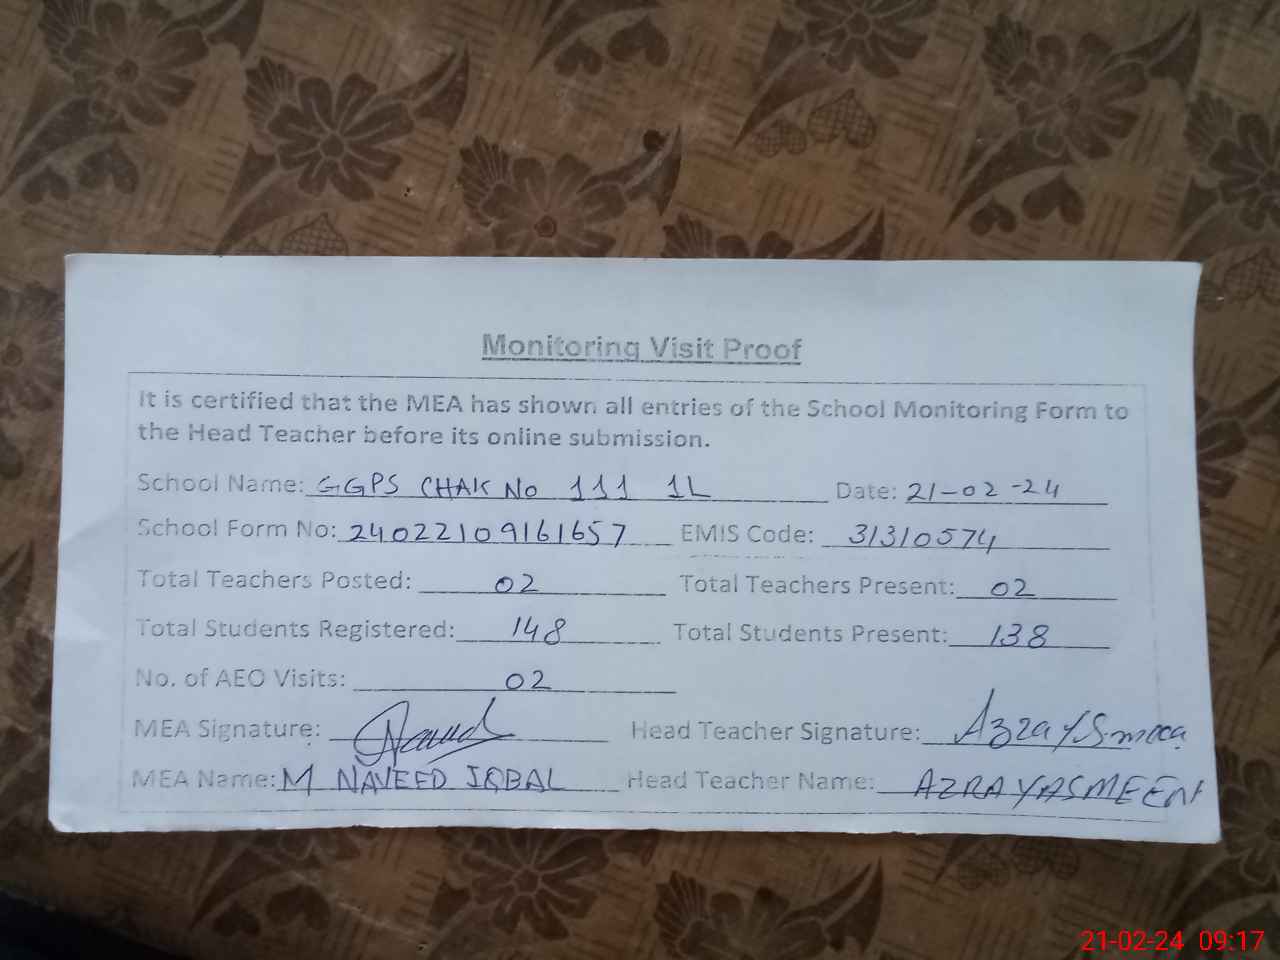 Monitoring Visit Proof
It is certified that the MEA has shown all entries of the School Monitoring Form to
the Head Teacher before its online submission.
School Name: GGPS CHAK No 111 1L Date: 21-02-24
School Form No: 24022109161657 EMIS Code: 31310574
Total Teachers Posted: 02 Total Teachers Present: 02
Total Students Registered: 148 Total Students Present: 138
No. of AEO Visits: 02
MEA Signature: Head Teacher Signature:
MEA Name: M NAVEED IQBAL Head Teacher Name: AZRA YASMEEN
21-02-24 09:17